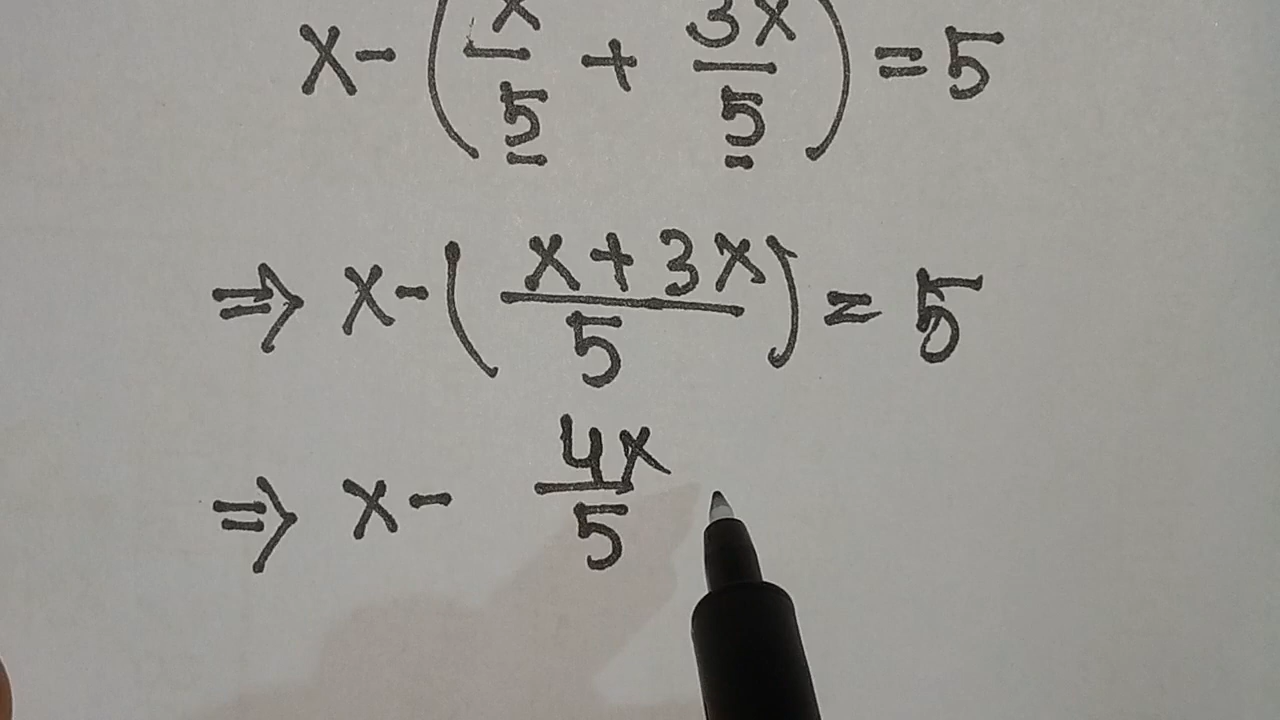 x - (x/5 + 3x/5) = 5
⇒ x - (x + 3x/5) = 5
⇒ x - 4x/5